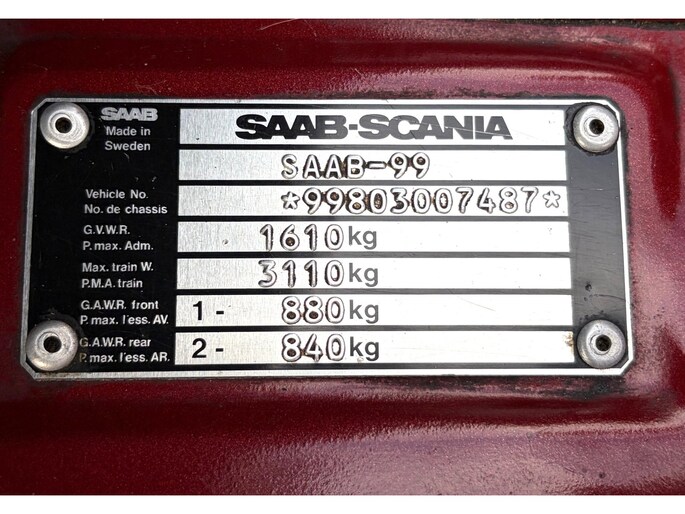 SAAB
Made in
Sweden
SAAB-SCANIA
SAAB-99
Vehicle No.
No. de chassis
*99803007487*
G.V.W.R.
P.max. Adm.
1610kg
Max. train W.
P.M.A. train
3110kg
G.A.W.R. front
P.max. l'ess. AV.
1 - 880kg
G.A.W.R. rear
P.max. l'ess. AR.
2 - 840kg